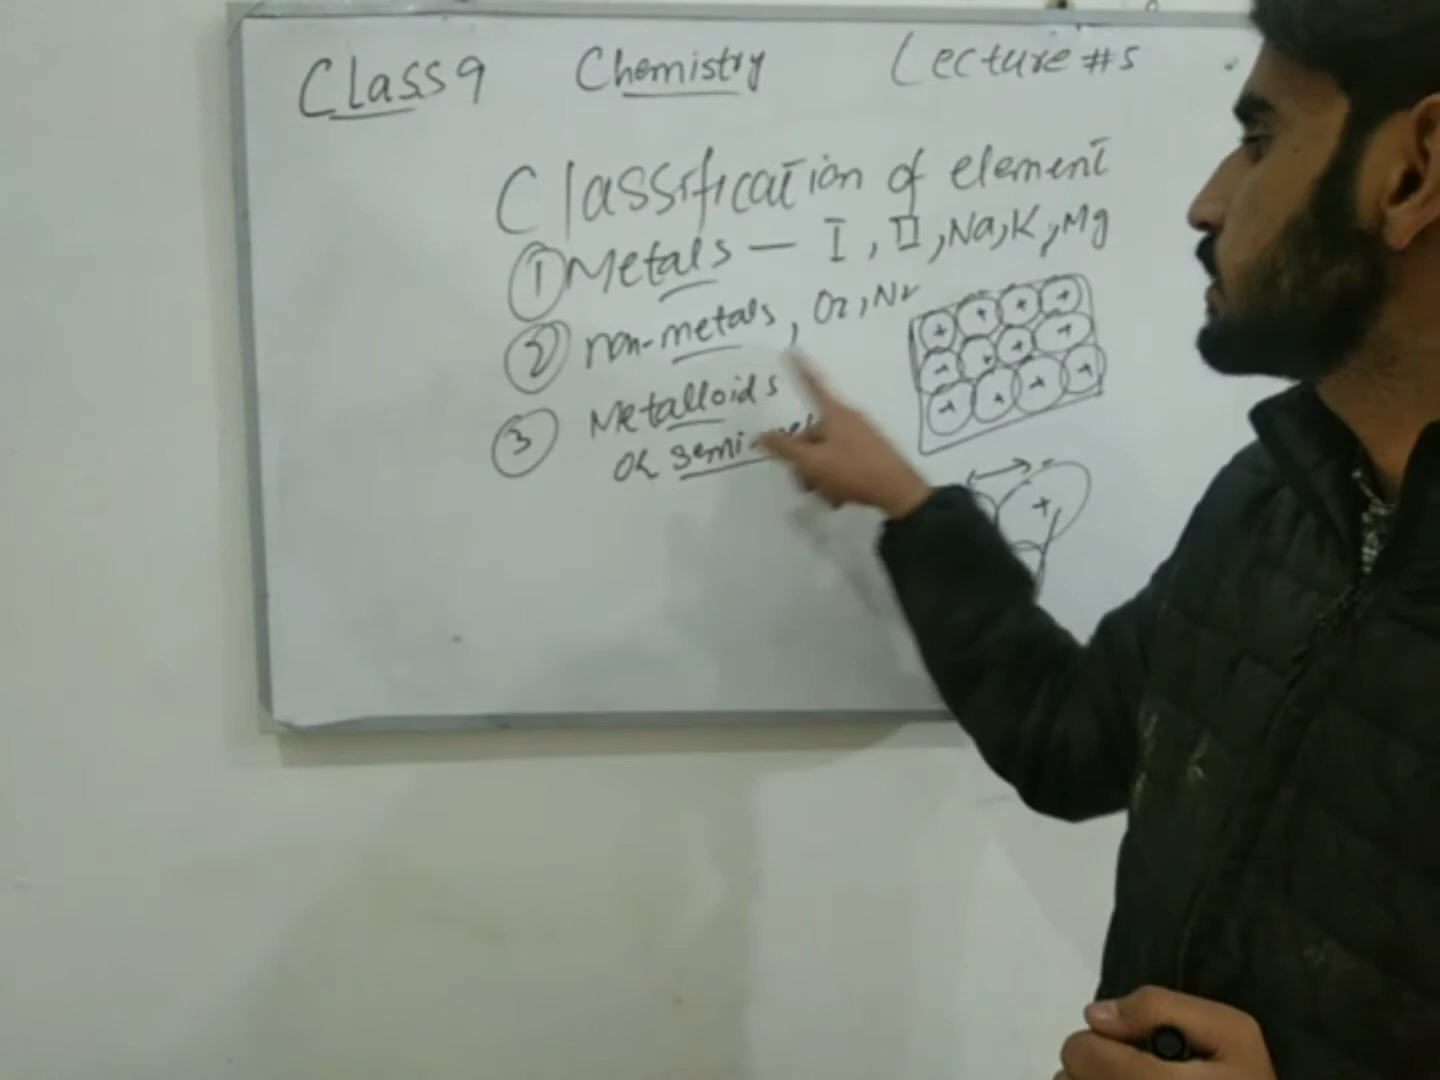 Class 9 Chemistry Lecture #5
Classification of element
① Metals — I, II, Na, K, Mg
② non-metals, O2, N2
③ Metalloids
OR semi-
+ + + +
+ + + +
+ + + +
-
+